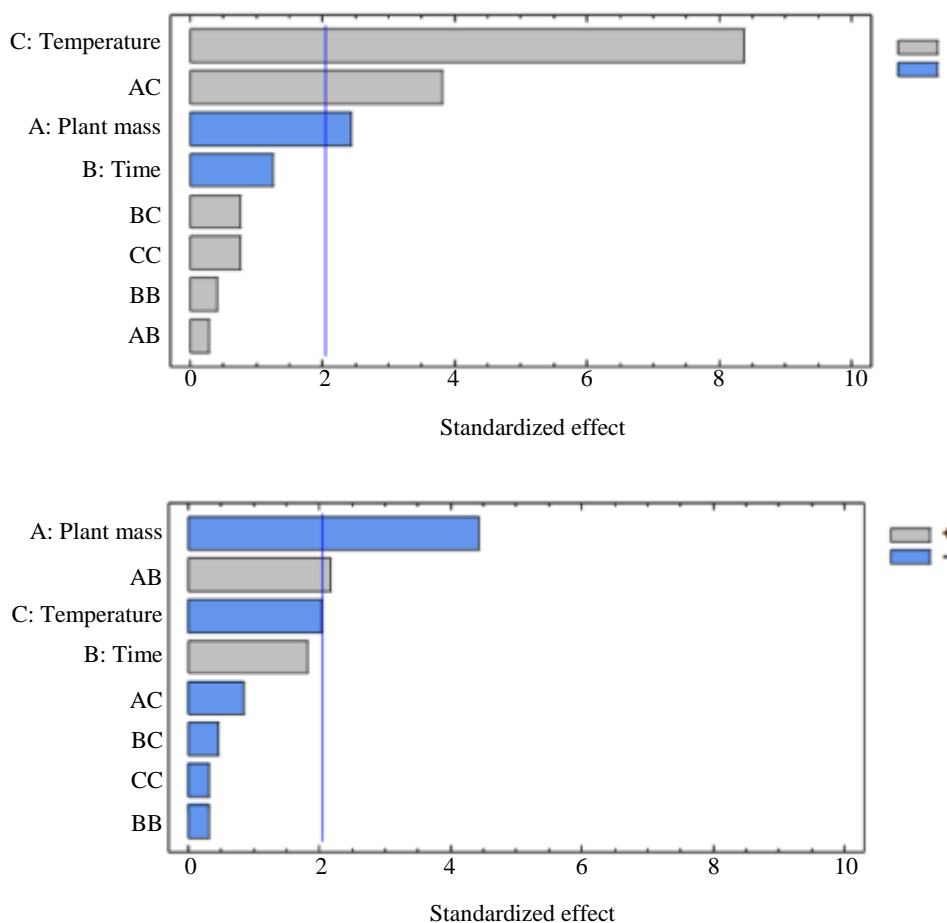 C: Temperature
AC
A: Plant mass
B: Time
BC
CC
BB
AB
0 2 4 6 8 10
Standardized effect
A: Plant mass
AB
C: Temperature
B: Time
AC
BC
CC
BB
0 2 4 6 8 10
Standardized effect